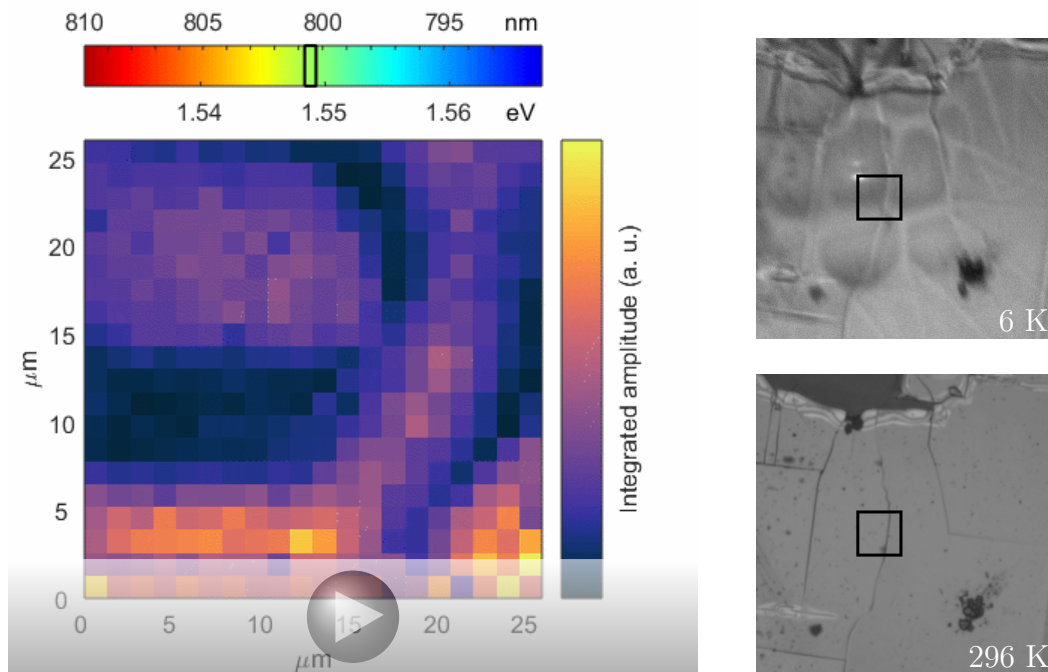 810 805 800 795 nm
1.54 1.55 1.56 eV
25
20
15
10
5
0
μm
0 5 10 15 20 25
μm
Integrated amplitude (a. u.)
6 K
296 K